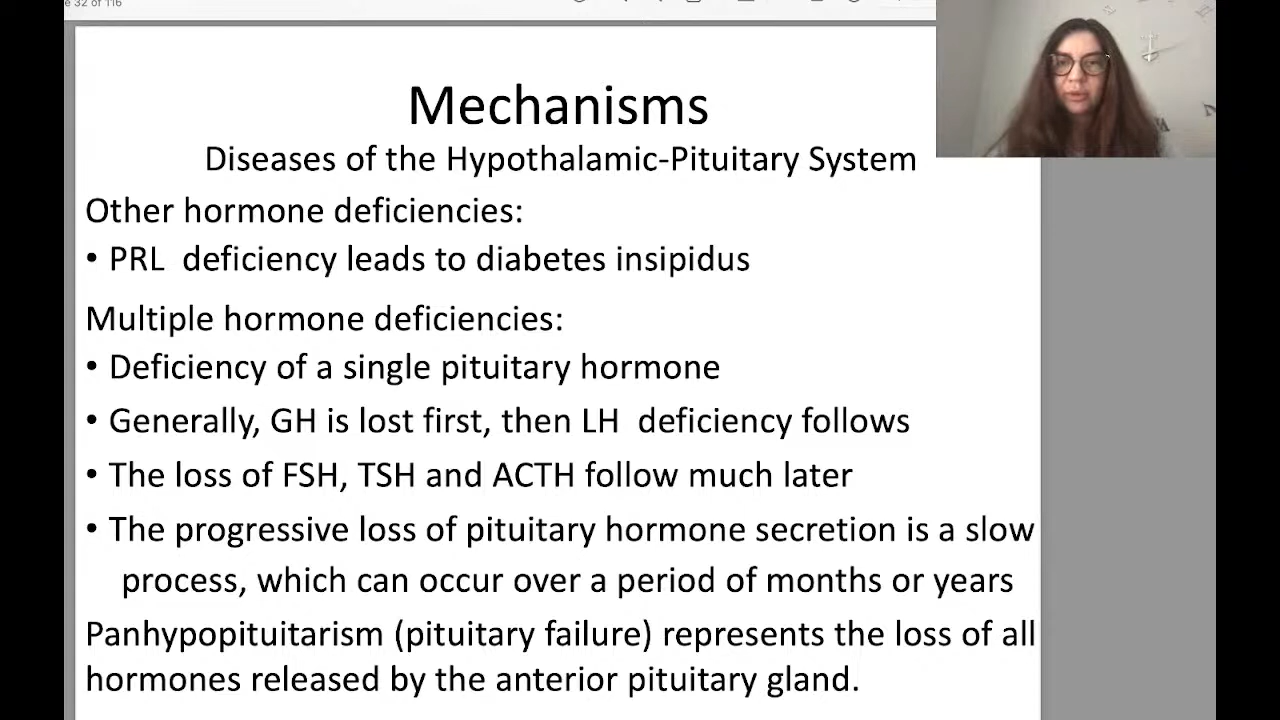 e 32 of 116
Mechanisms
Diseases of the Hypothalamic-Pituitary System
Other hormone deficiencies:
• PRL deficiency leads to diabetes insipidus
Multiple hormone deficiencies:
• Deficiency of a single pituitary hormone
• Generally, GH is lost first, then LH deficiency follows
• The loss of FSH, TSH and ACTH follow much later
• The progressive loss of pituitary hormone secretion is a slow
process, which can occur over a period of months or years
Panhypopituitarism (pituitary failure) represents the loss of all
hormones released by the anterior pituitary gland.